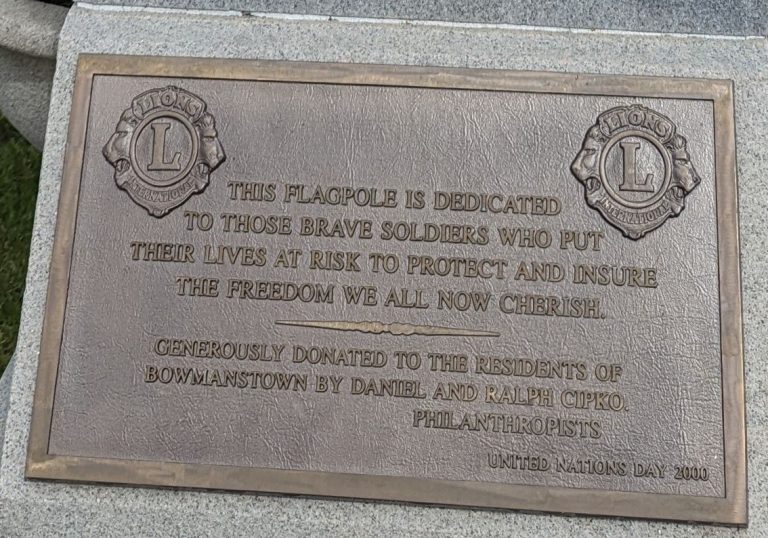 LIONS
L
INTERNATIONAL
LIONS
L
INTERNATIONAL
THIS FLAGPOLE IS DEDICATED
TO THOSE BRAVE SOLDIERS WHO PUT
THEIR LIVES AT RISK TO PROTECT AND INSURE
THE FREEDOM WE ALL NOW CHERISH.
GENEROUSLY DONATED TO THE RESIDENTS OF
BOWMANSTOWN BY DANIEL AND RALPH CIPKO.
PHILANTHROPISTS
UNITED NATIONS DAY 2000